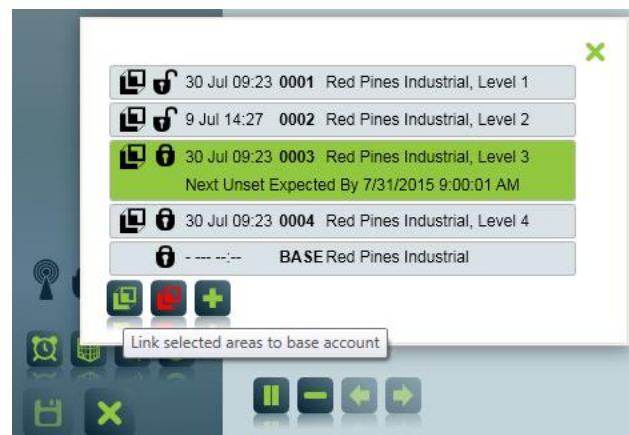 30 Jul 09:23 0001 Red Pines Industrial, Level 1
9 Jul 14:27 0002 Red Pines Industrial, Level 2
30 Jul 09:23 0003 Red Pines Industrial, Level 3
Next Unset Expected By 7/31/2015 9:00:01 AM
30 Jul 09:23 0004 Red Pines Industrial, Level 4
- --- --:-- BASE Red Pines Industrial
Link selected areas to base account